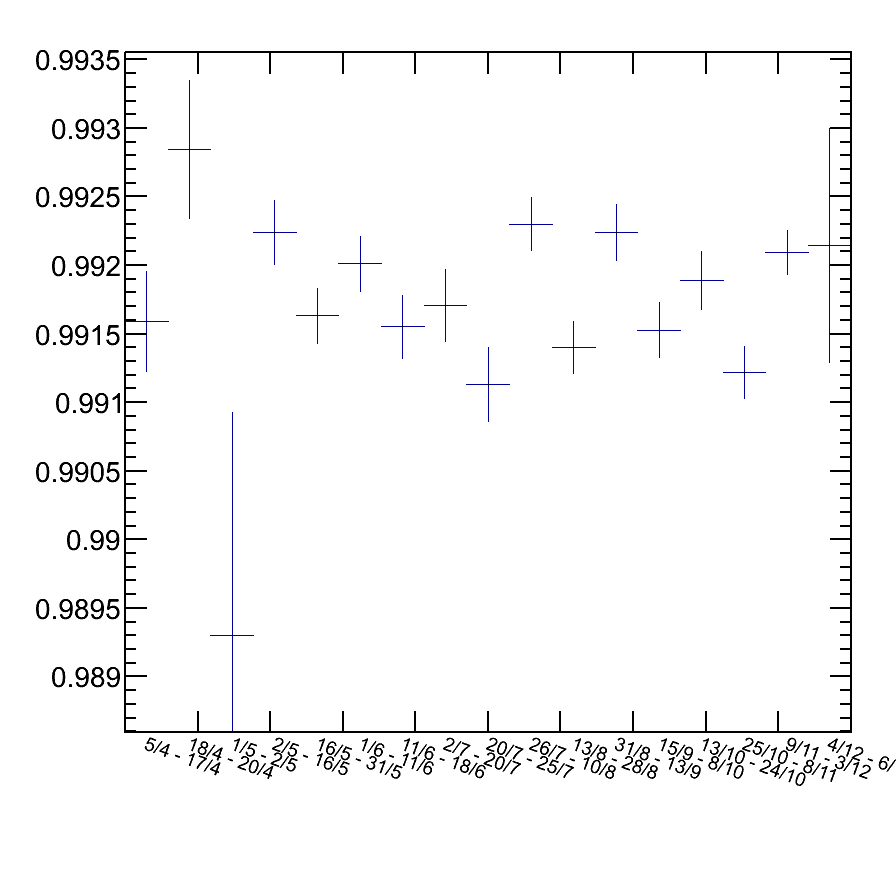 0.9935
0.993
0.9925
0.992
0.9915
0.991
0.9905
0.99
0.9895
0.989
5/4 - 17/4
18/4 - 20/4
1/5 - 2/5
2/5 - 16/5
16/5 - 31/5
1/6 - 11/6
11/6 - 18/6
2/7 - 20/7
20/7 - 25/7
26/7 - 10/8
13/8 - 28/8
31/8 - 13/9
15/9 - 8/10
13/10 - 24/10
25/10 - 8/11
9/11 - 3/12
4/12 - 6/